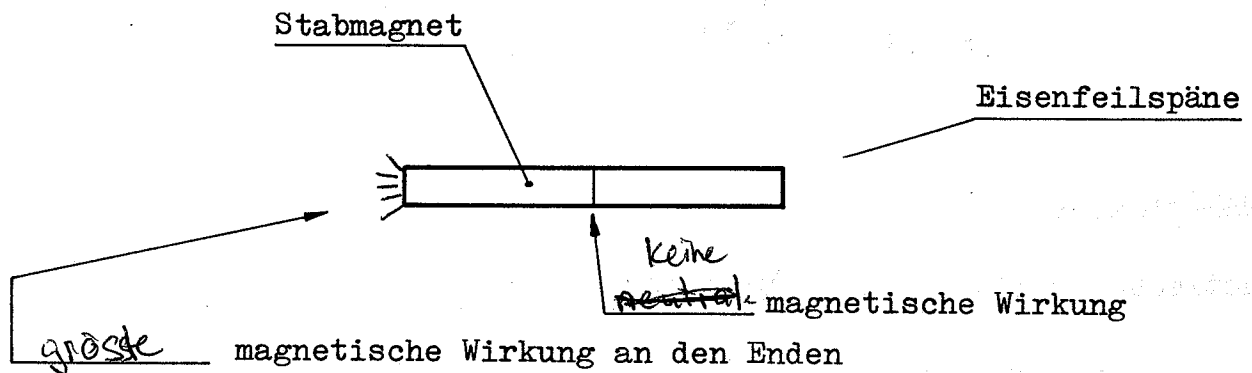 Stabmagnet
Eisenfeilspäne
keine
neutral magnetische Wirkung
grösste magnetische Wirkung an den Enden